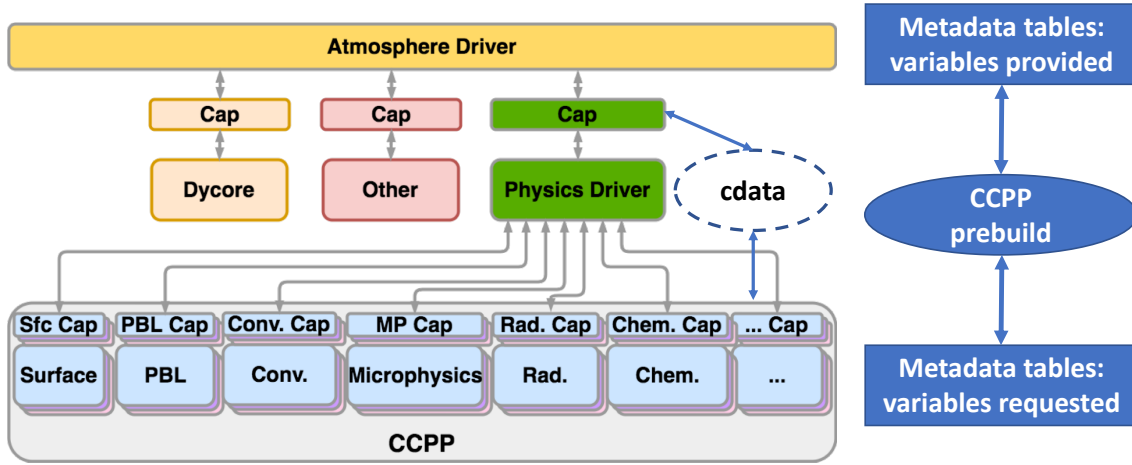 Atmosphere Driver
Cap
Cap
Cap
Dycore
Other
Physics Driver
cdata
Sfc Cap
PBL Cap
Conv. Cap
MP Cap
Rad. Cap
Chem. Cap
... Cap
Surface
PBL
Conv.
Microphysics
Rad.
Chem.
...
CCPP
Metadata tables:
variables provided
CCPP
prebuild
Metadata tables:
variables requested